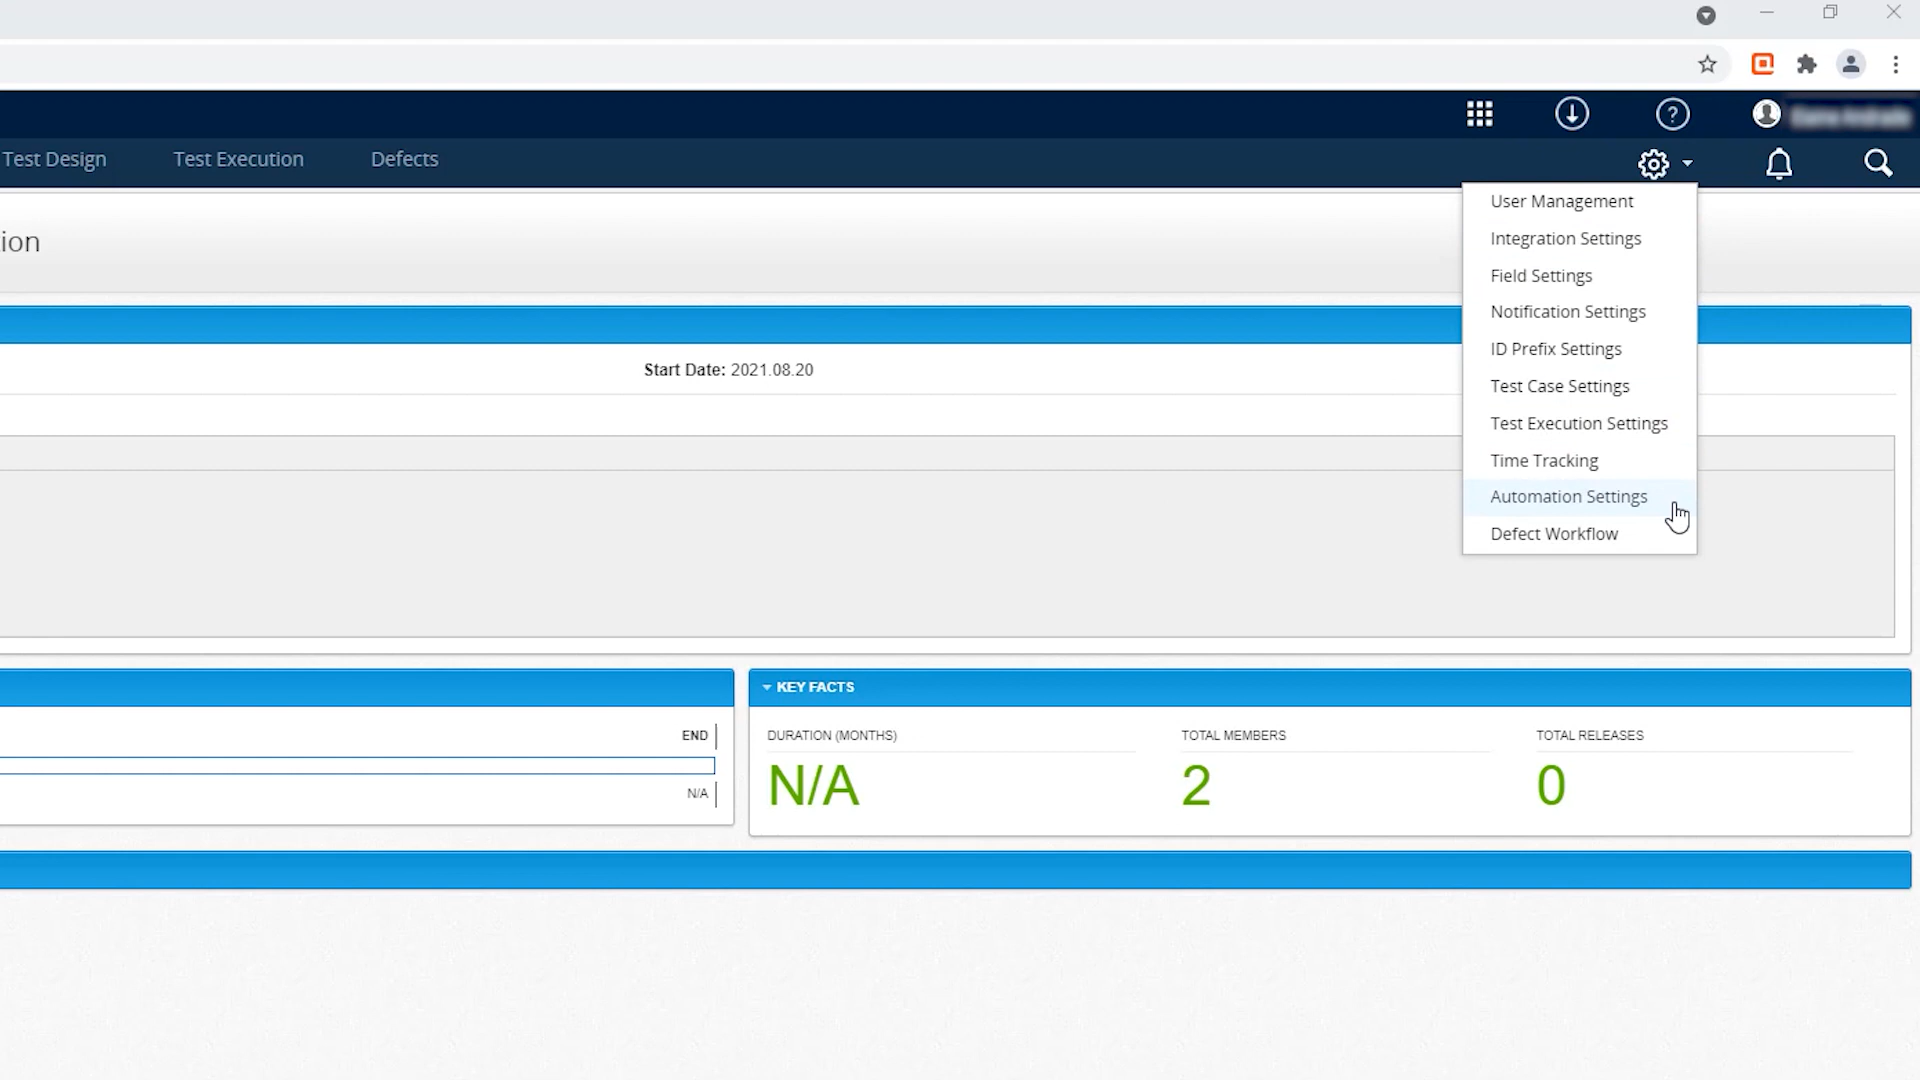 Test Design Test Execution Defects
User Management
Integration Settings
Field Settings
Notification Settings
ID Prefix Settings
Test Case Settings
Test Execution Settings
Time Tracking
Automation Settings
Defect Workflow
ion
Start Date: 2021.08.20
END
N/A
KEY FACTS
DURATION (MONTHS) TOTAL MEMBERS TOTAL RELEASES
N/A 2 0